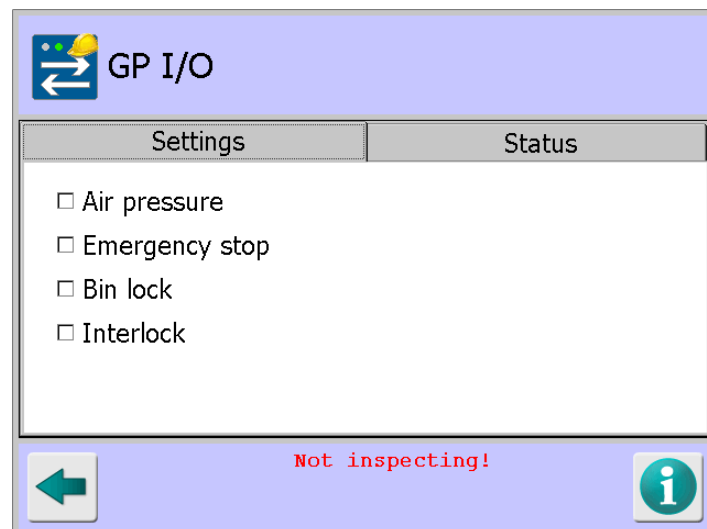 GP I/O
Settings
Status
Air pressure
Emergency stop
Bin lock
Interlock
Not inspecting!